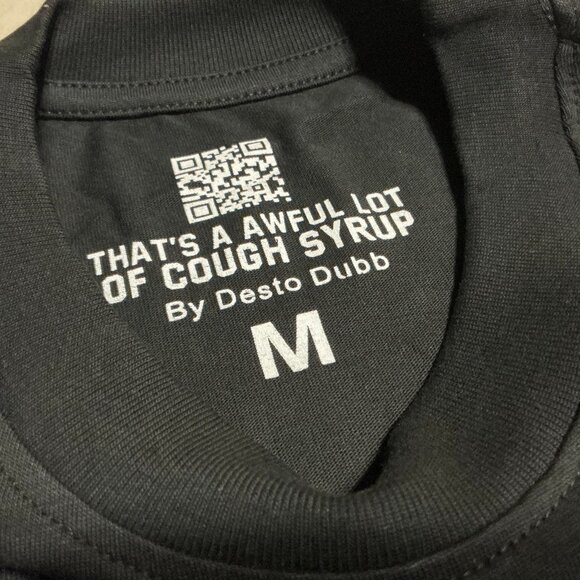 THAT'S A AWFUL LOT
OF COUGH SYRUP
By Desto Dubb
M